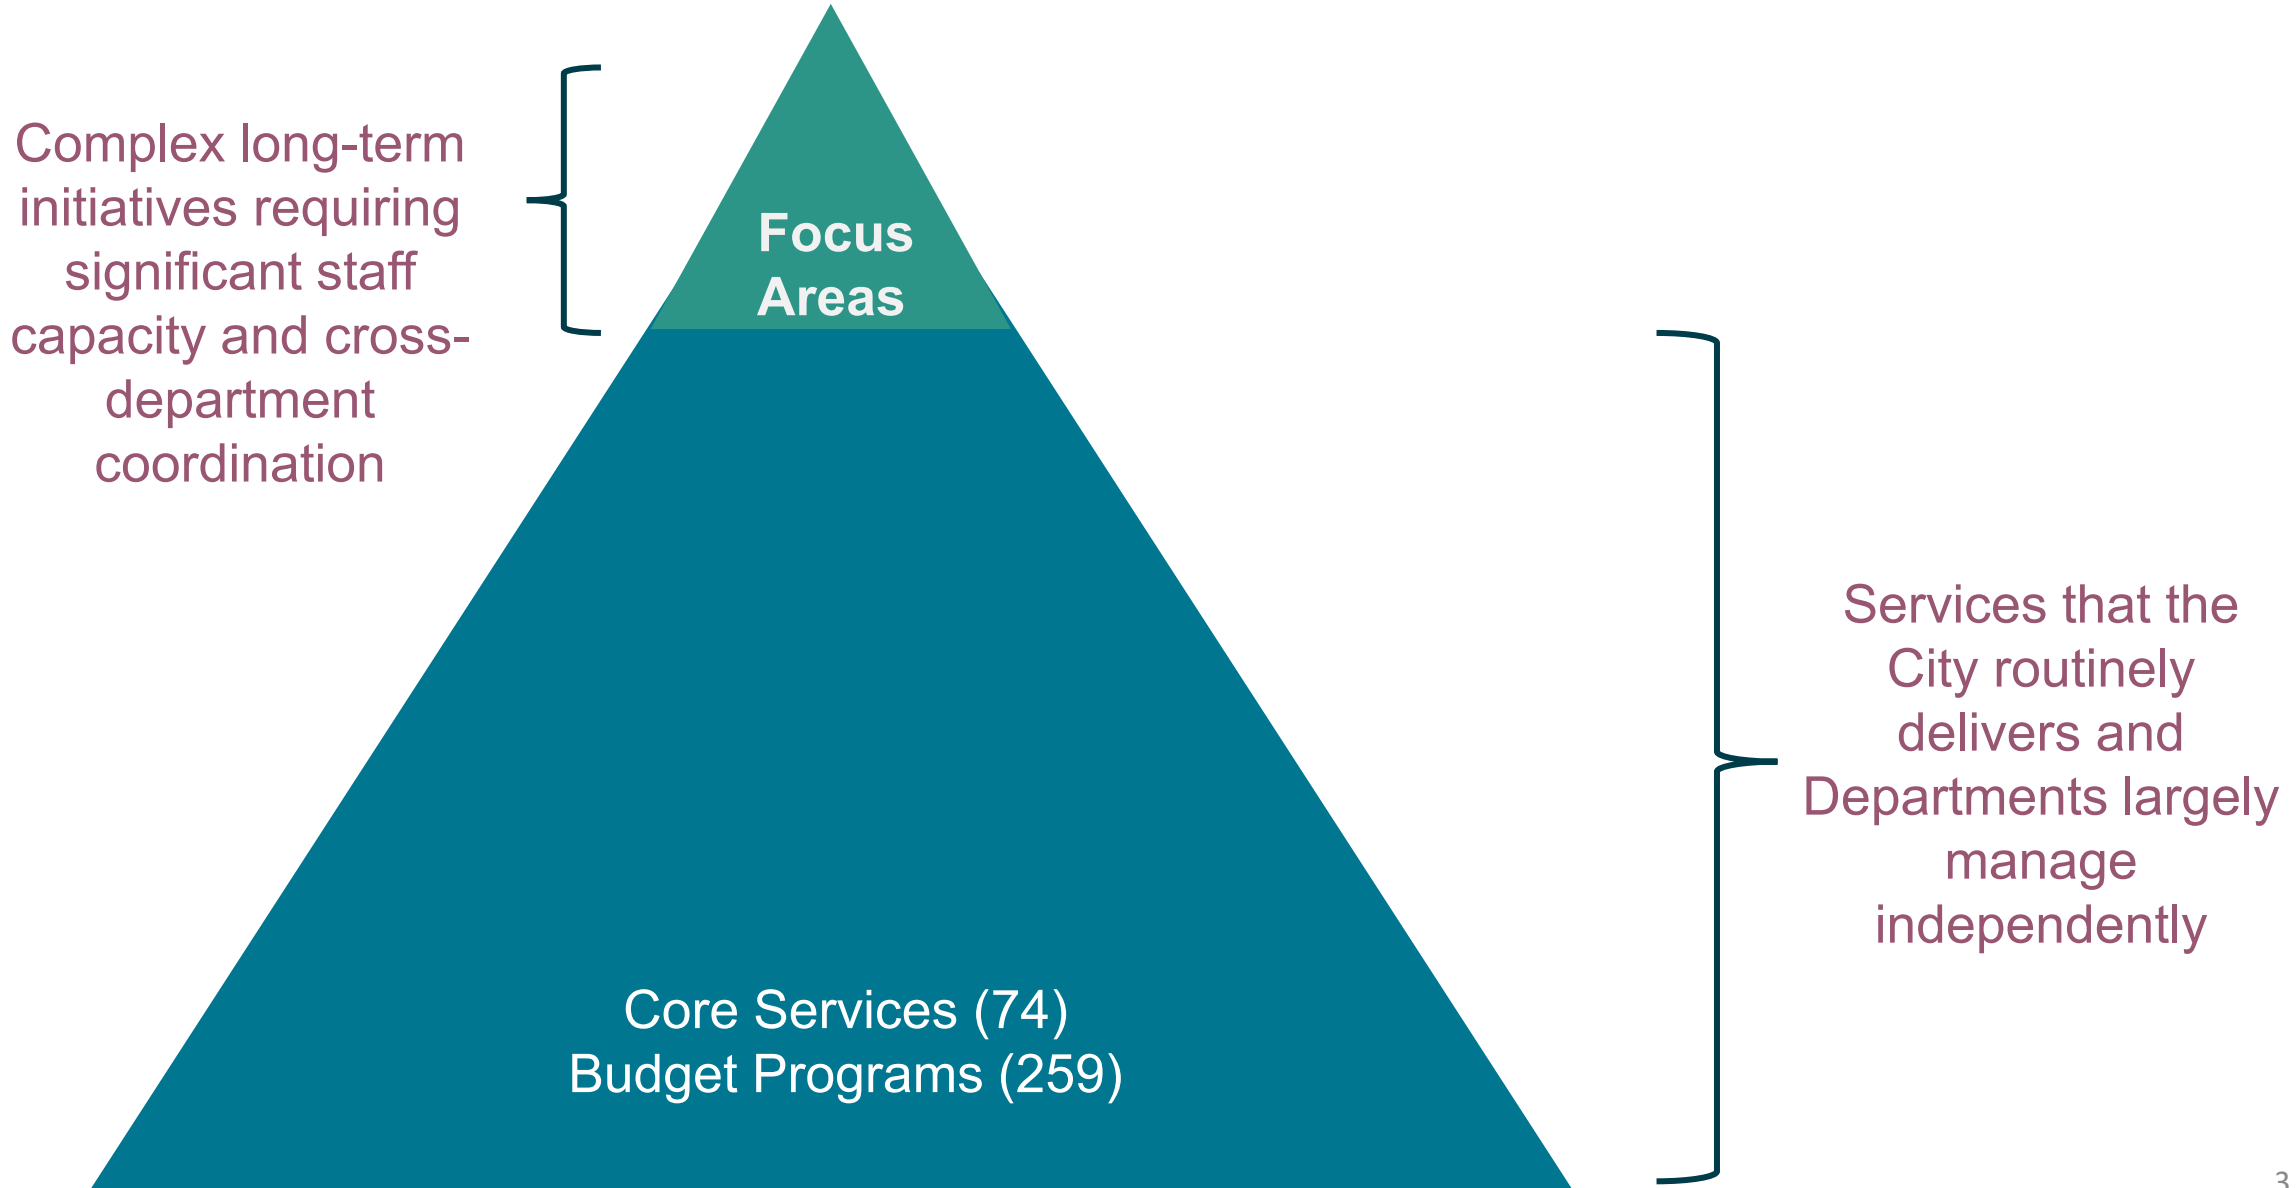 Complex long-term
initiatives requiring
significant staff
capacity and cross-
department
coordination
Focus
Areas
Services that the
City routinely
delivers and
Departments largely
manage
independently
Core Services (74)
Budget Programs (259)
3